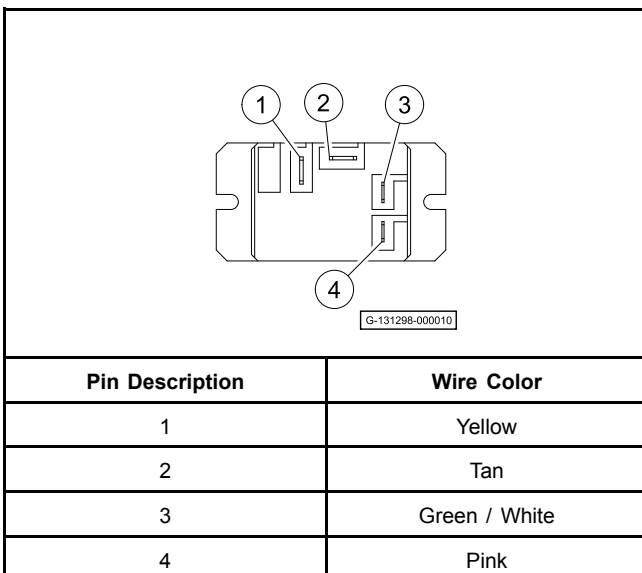 1 2 3
4
G-131298-000010
Pin Description Wire Color
1 Yellow
2 Tan
3 Green / White
4 Pink